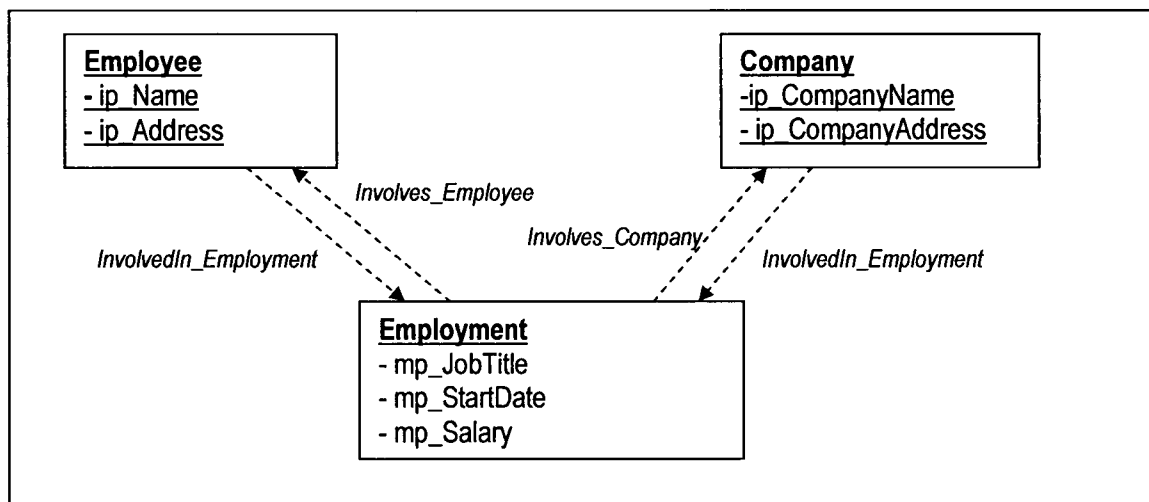 Employee
- ip_Name
- ip_Address
Company
-ip_CompanyName
- ip_CompanyAddress
Involves_Employee
InvolvedIn_Employment
Involves_Company
InvolvedIn_Employment
Employment
- mp_JobTitle
- mp_StartDate
- mp_Salary